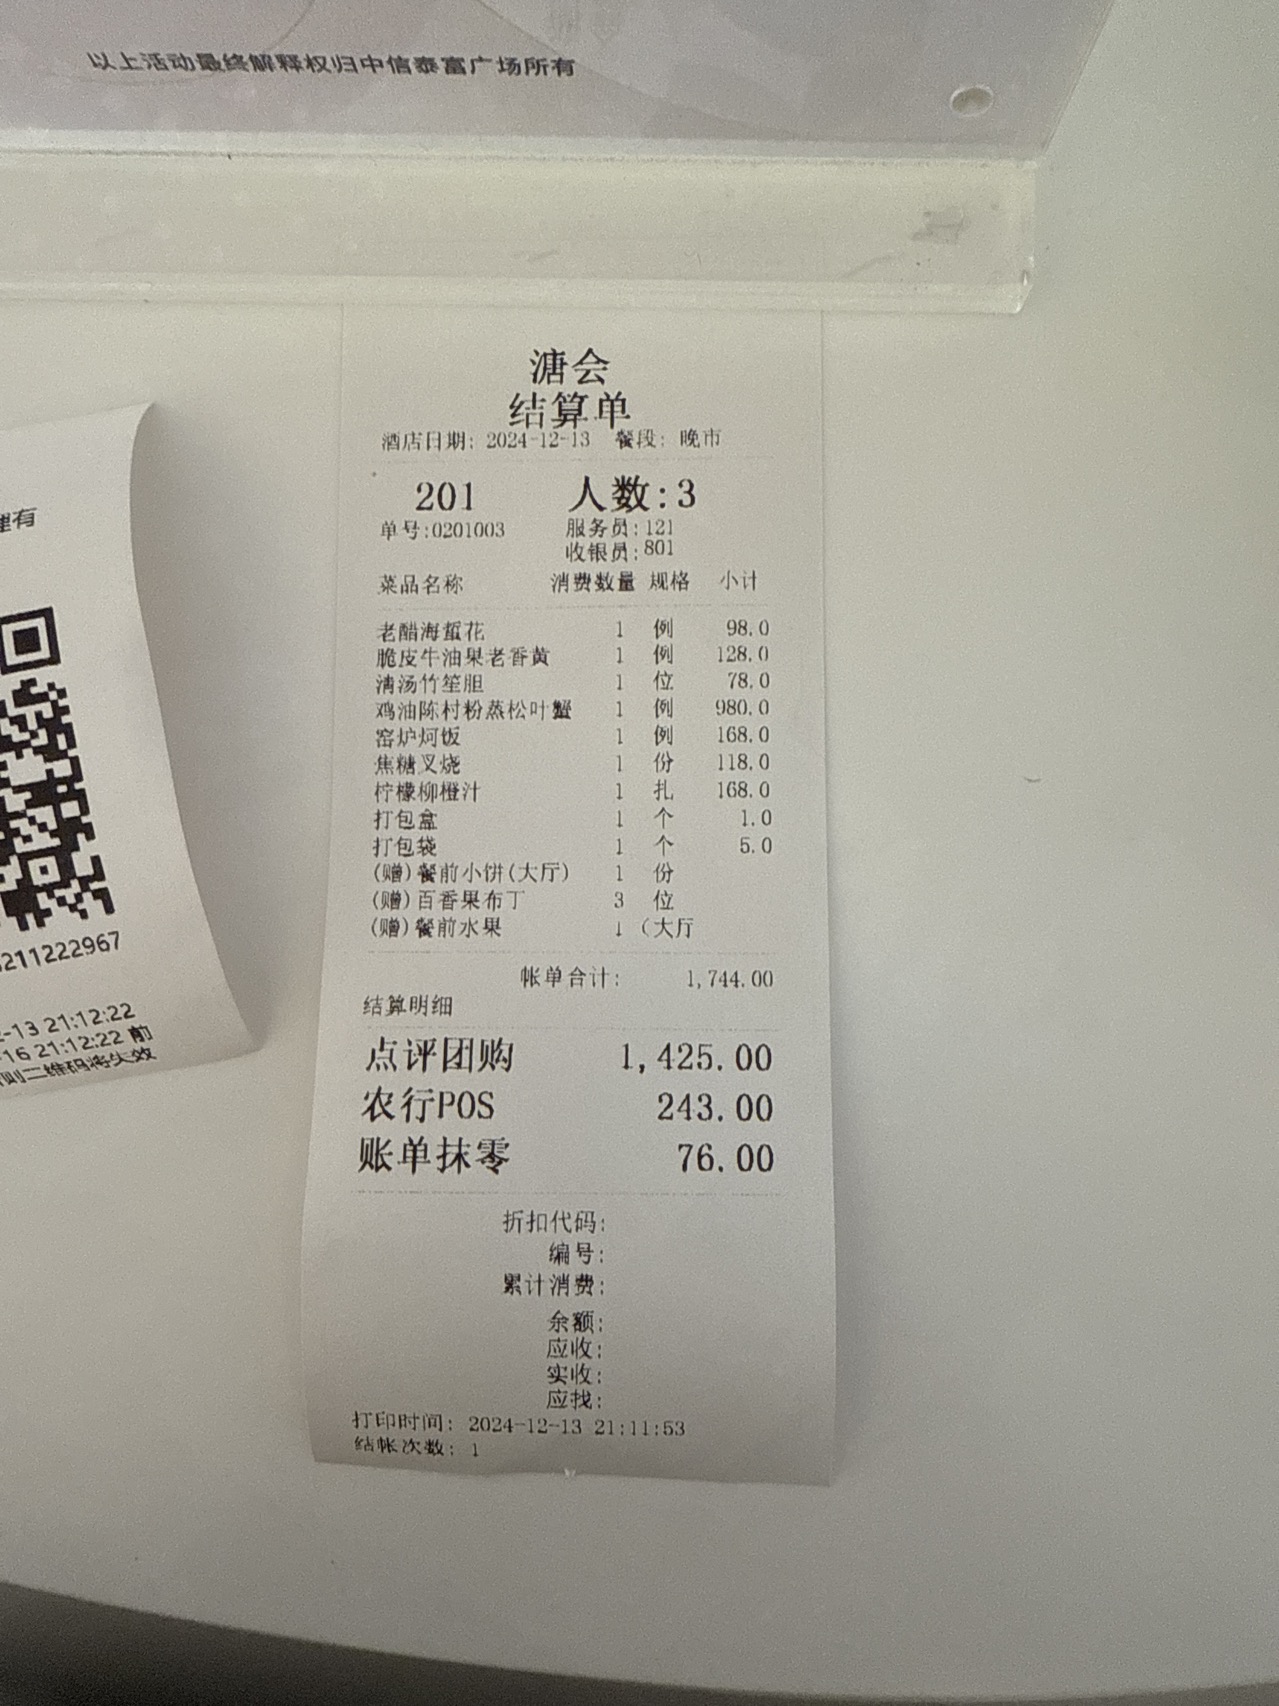 以上活动最终解释权归中信泰富广场所有
溏会
结算单
酒店日期: 2024-12-13 餐段: 晚市
201 人数:3
单号:0201003 服务员:121
收银员:801
菜品名称 消费数量 规格 小计
老醋海蜇花 1 例 98.0
脆皮牛油果老香黄 1 例 128.0
清汤竹笙胆 1 位 78.0
鸡油陈村粉蒸松叶蟹 1 例 980.0
窑炉炣饭 1 例 168.0
焦糖叉烧 1 份 118.0
柠檬柳橙汁 1 扎 168.0
打包盒 1 个 1.0
打包袋 1 个 5.0
(赠)餐前小饼(大厅) 1 份
(赠)百香果布丁 3 位
(赠)餐前水果 1 (大厅
帐单合计: 1,744.00
结算明细
点评团购 1,425.00
农行POS 243.00
账单抹零 76.00
折扣代码:
编号:
累计消费:
余额:
应收:
实收:
应找:
打印时间: 2024-12-13 21:11:53
结帐次数: 1
理有
211222967
-13 21:12:22
16 21:12:22 前
则二维码将失效